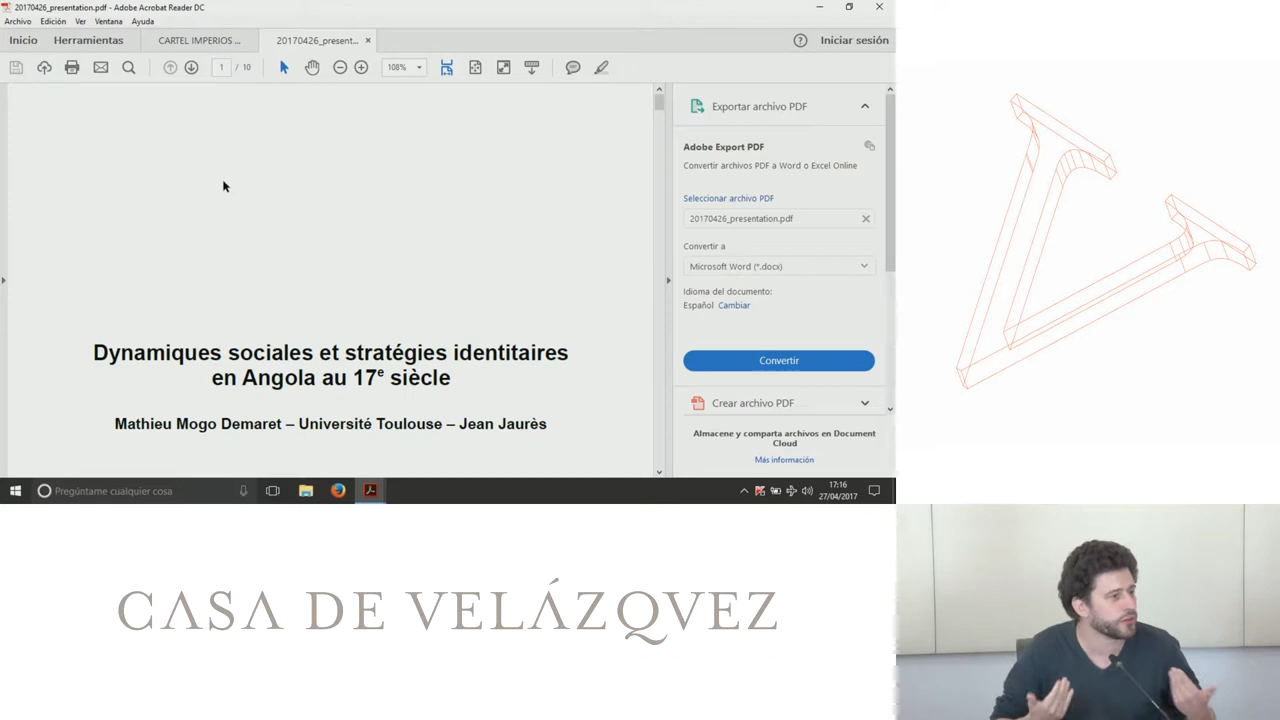 20170426_presentation.pdf - Adobe Acrobat Reader DC
Archivo Edición Ver Ventana Ayuda
Inicio Herramientas CARTEL IMPERIOS ... 20170426_present... × Iniciar sesión
1 / 10 108%
Exportar archivo PDF
Adobe Export PDF
Convertir archivos PDF a Word o Excel Online
Seleccionar archivo PDF
20170426_presentation.pdf
Convertir a
Microsoft Word (*.docx)
Idioma del documento:
Español Cambiar
Convertir
Crear archivo PDF
Almacene y comparta archivos en Document
Cloud
Más información
Dynamiques sociales et stratégies identitaires
en Angola au 17e siècle
Mathieu Mogo Demaret – Université Toulouse – Jean Jaurès
Pregúntame cualquier cosa
17:16
27/04/2017
CASA DE VELÁZQVEZ